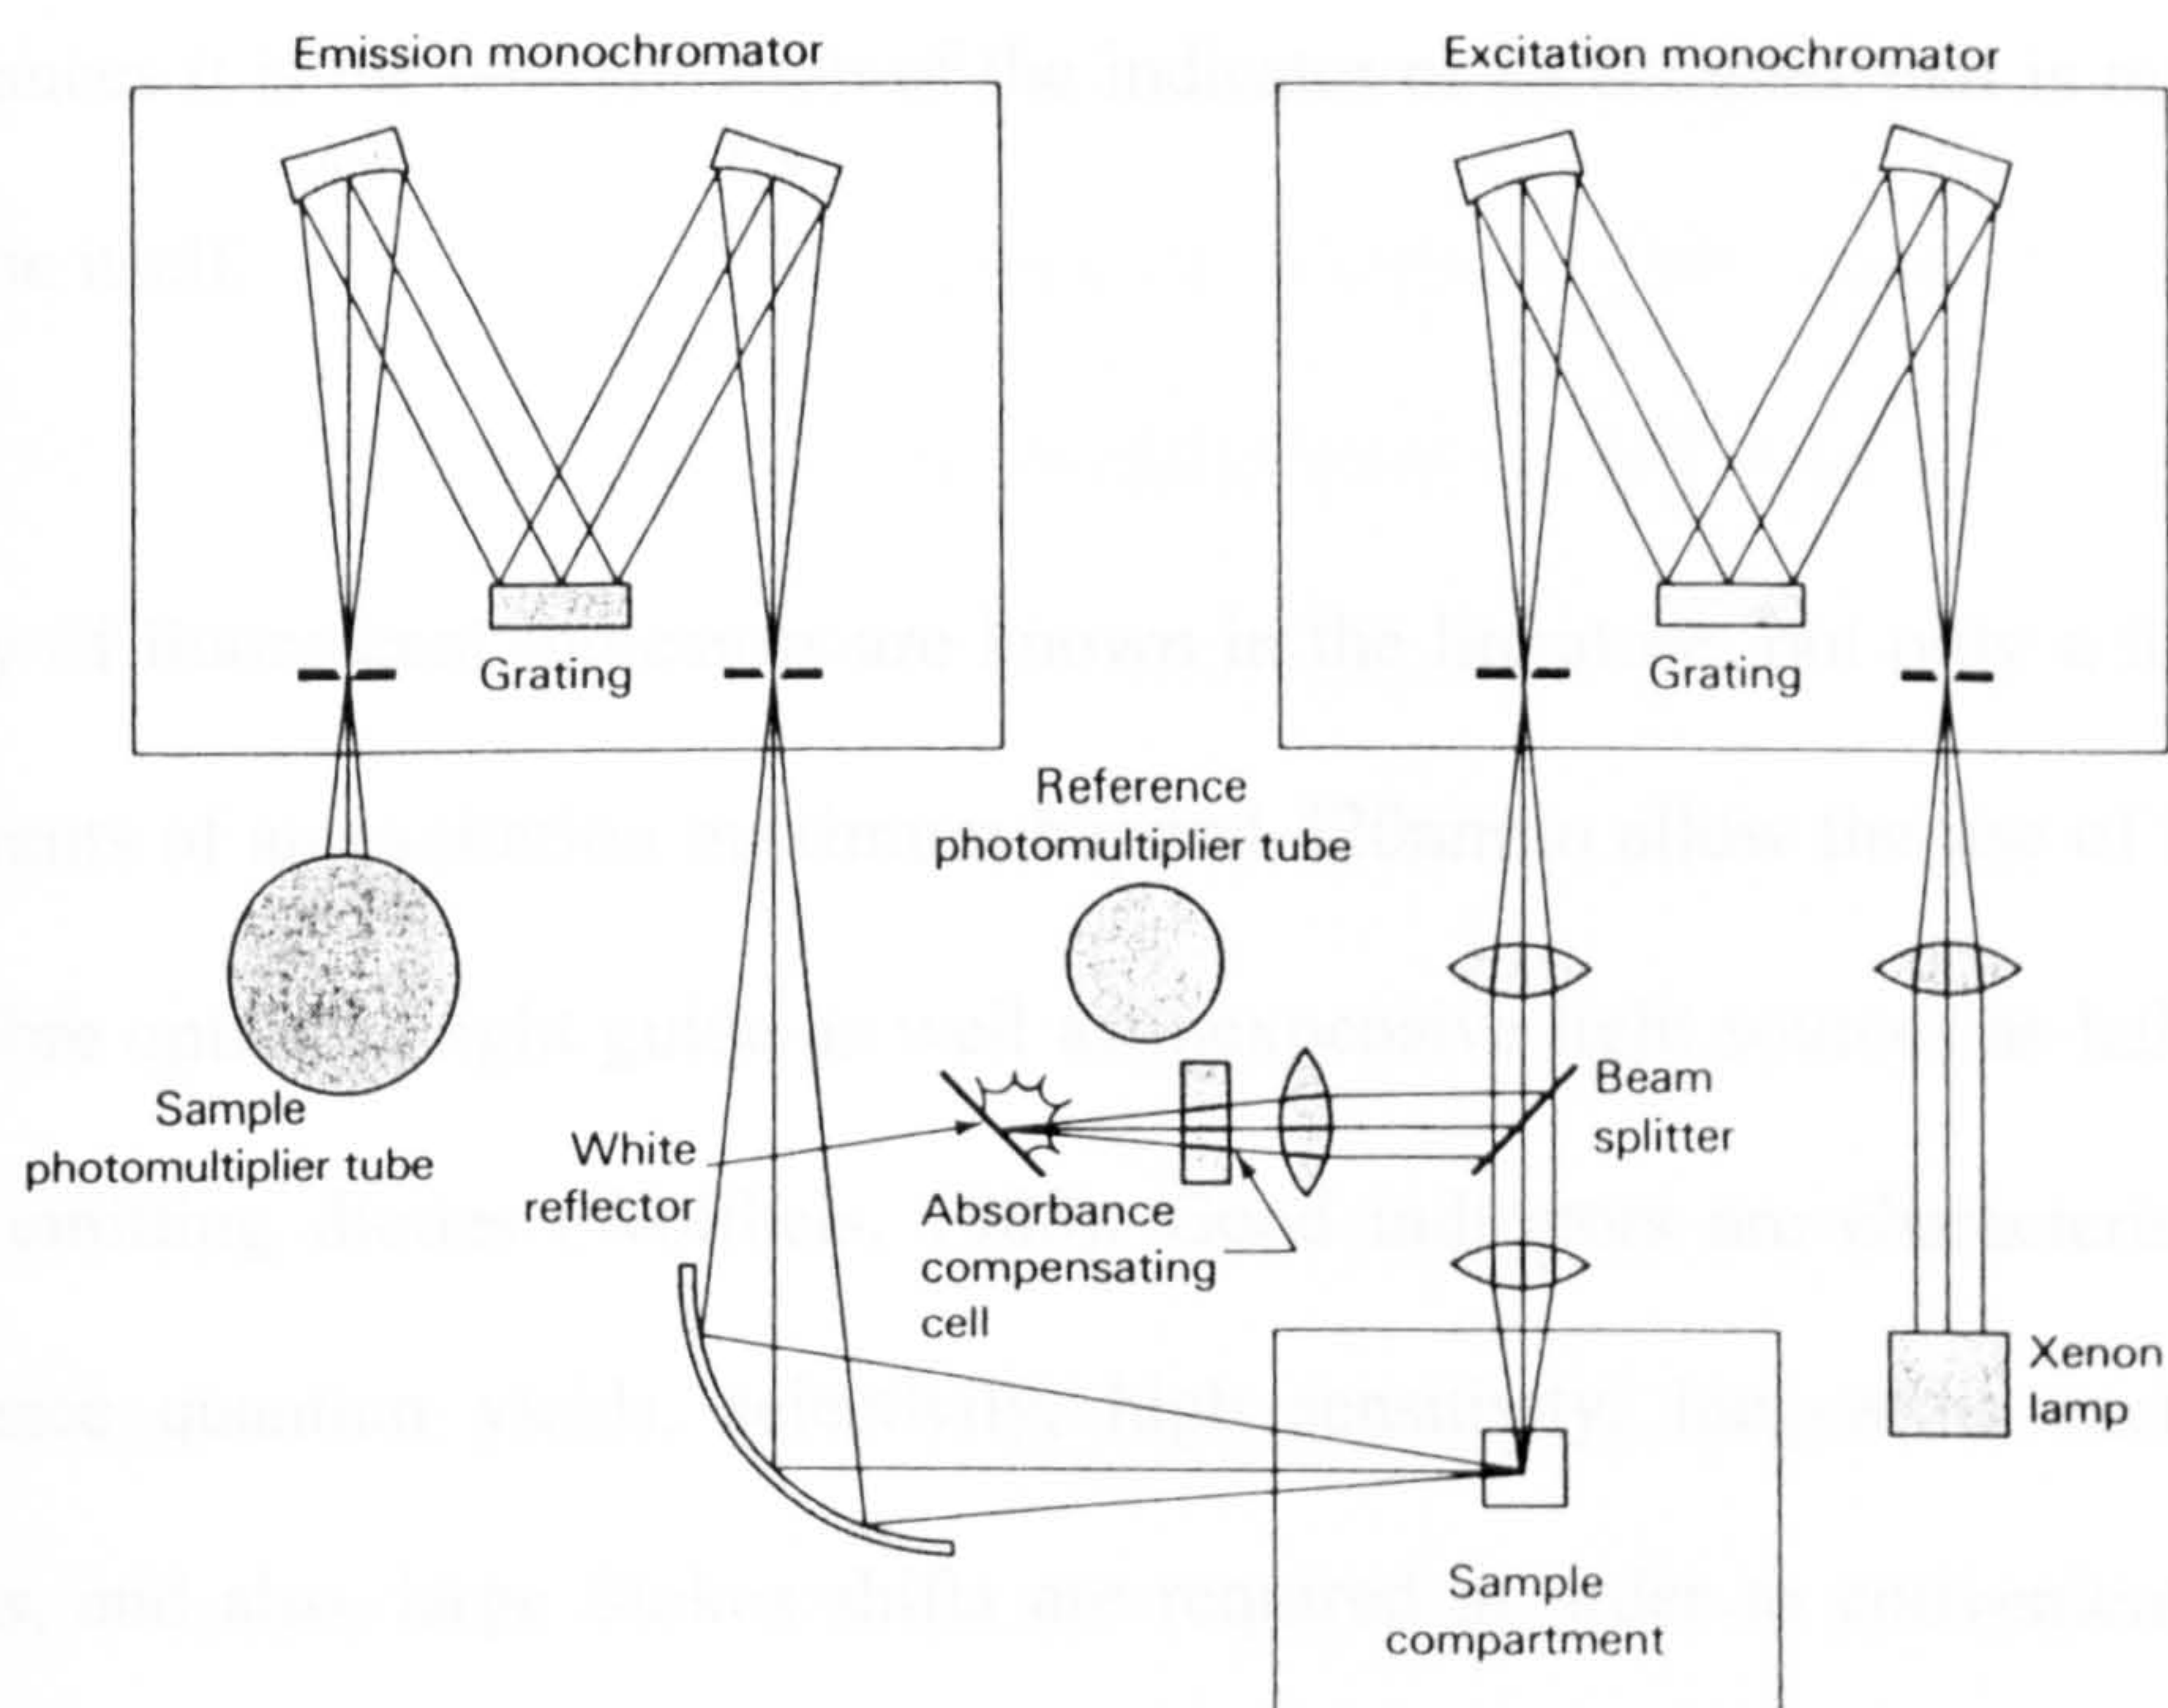 Emission monochromator
Excitation monochromator
Grating
Grating
Reference
photomultiplier tube
Sample
photomultiplier tube
White
reflector
Beam
splitter
Absorbance
compensating
cell
Xenon
lamp
Sample
compartment